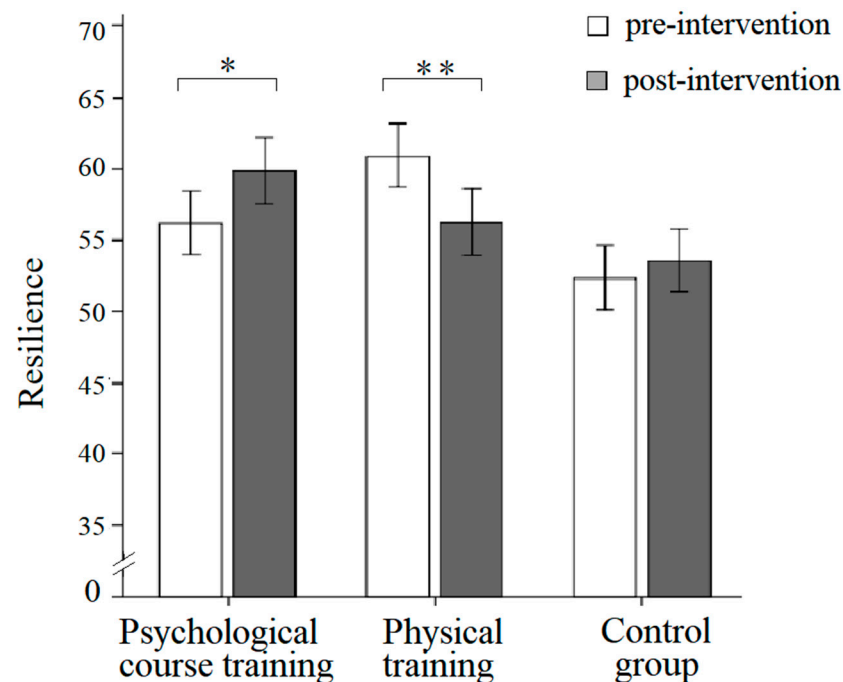 70
pre-intervention
* **
post-intervention
65
60
55
50
45
40
35
0
Resilience
Psychological course training
Physical training
Control group